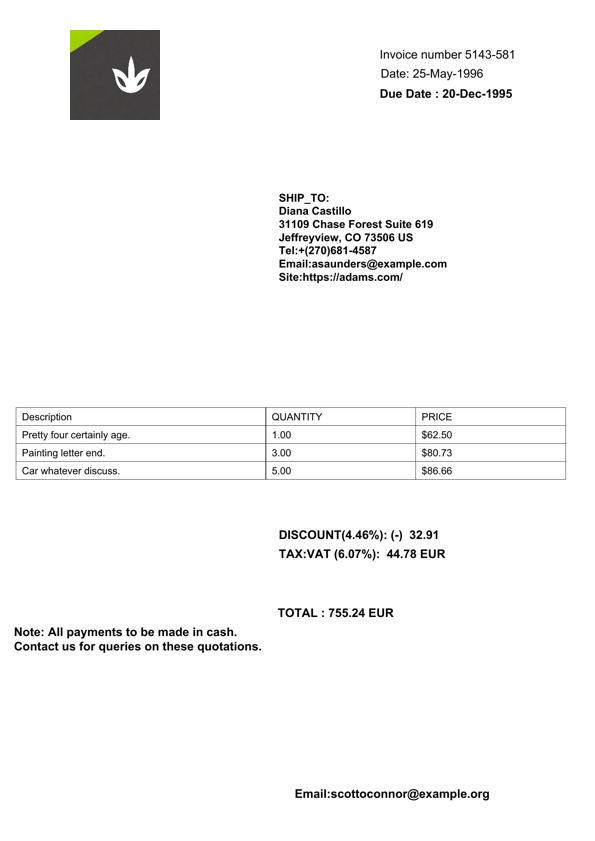 Invoice number 5143-581
Date: 25-May-1996
Due Date : 20-Dec-1995
SHIP_TO:
Diana Castillo
31109 Chase Forest Suite 619
Jeffreyview, CO 73506 US
Tel:+(270)681-4587
Email:asaunders@example.com
Site:https://adams.com/
Description QUANTITY PRICE
Pretty four certainly age. 1.00 $62.50
Painting letter end. 3.00 $80.73
Car whatever discuss. 5.00 $86.66
DISCOUNT(4.46%): (-) 32.91
TAX:VAT (6.07%): 44.78 EUR
TOTAL : 755.24 EUR
Note: All payments to be made in cash.
Contact us for queries on these quotations.
Email:scottoconnor@example.org